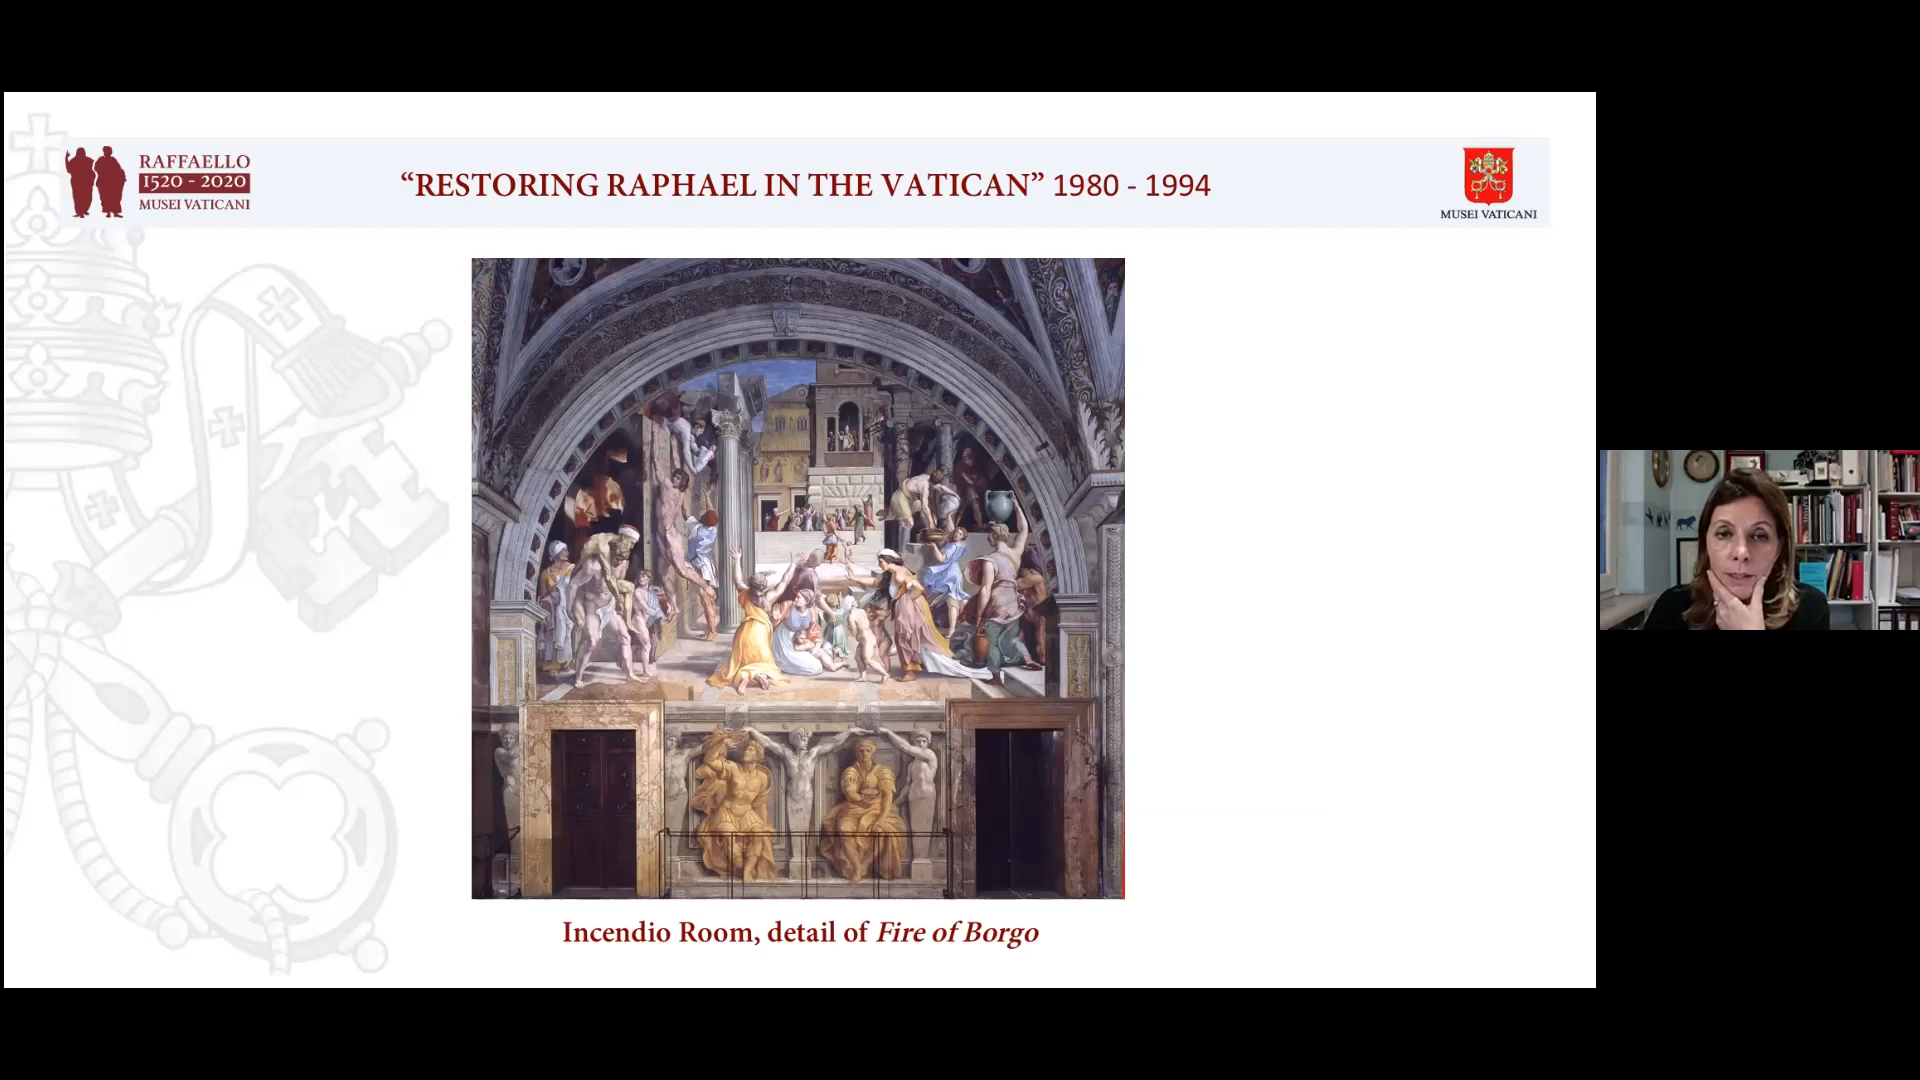 RAFFAELLO
1520 - 2020
MUSEI VATICANI
“RESTORING RAPHAEL IN THE VATICAN” 1980 - 1994
MUSEI VATICANI
Incendio Room, detail of Fire of Borgo